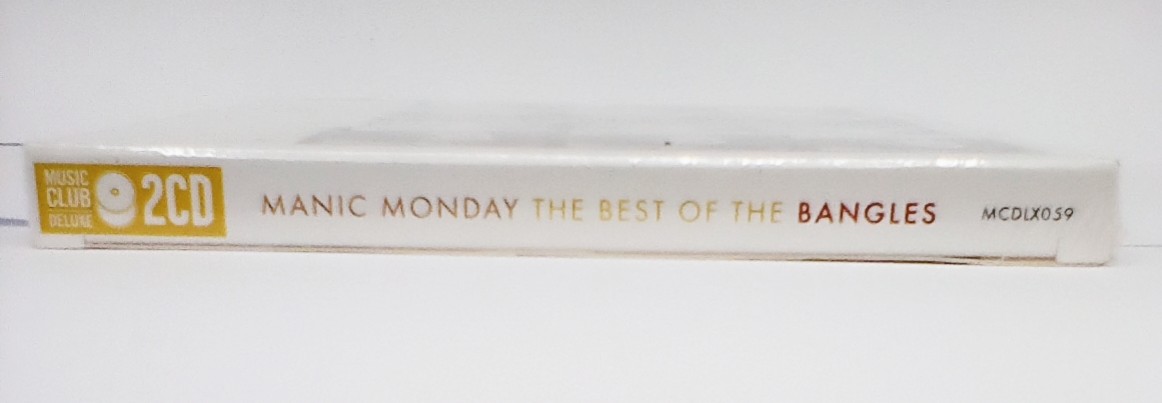 MUSIC
CLUB
DELUXE
2CD
MANIC MONDAY THE BEST OF THE BANGLES
MCDLX059